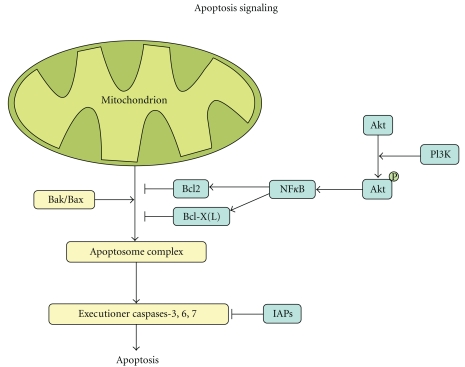 Apoptosis signaling
Mitochondrion
Akt
PI3K
P
Akt
Bcl2
NFκB
Bak/Bax
Bcl-X(L)
Apoptosome complex
Executioner caspases-3, 6, 7
IAPs
Apoptosis